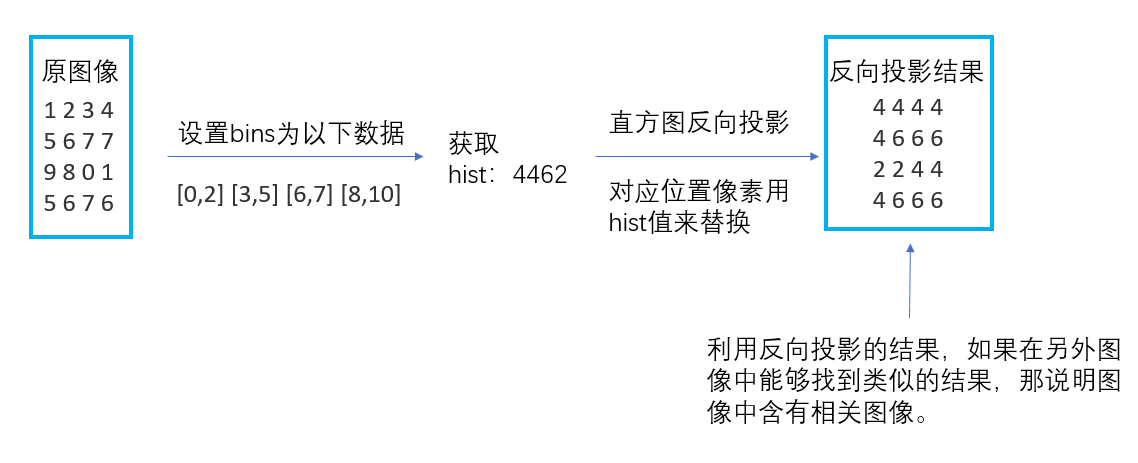 原图像
1 2 3 4
5 6 7 7
9 8 0 1
5 6 7 6
设置bins为以下数据
[0,2] [3,5] [6,7] [8,10]
获取
hist：4462
直方图反向投影
对应位置像素用
hist值来替换
反向投影结果
4 4 4 4
4 6 6 6
2 2 4 4
4 6 6 6
利用反向投影的结果，如果在另外图
像中能够找到类似的结果，那说明图
像中含有相关图像。